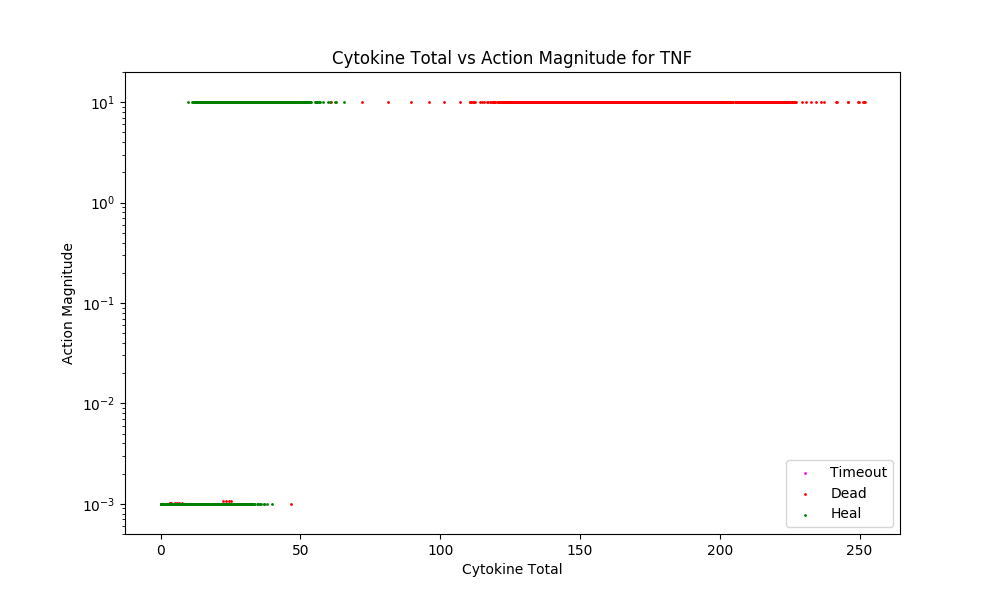 Cytokine Total vs Action Magnitude for TNF
Action Magnitude
10^1
10^0
10^-1
10^-2
10^-3
0 50 100 150 200 250
Cytokine Total
Timeout
Dead
Heal